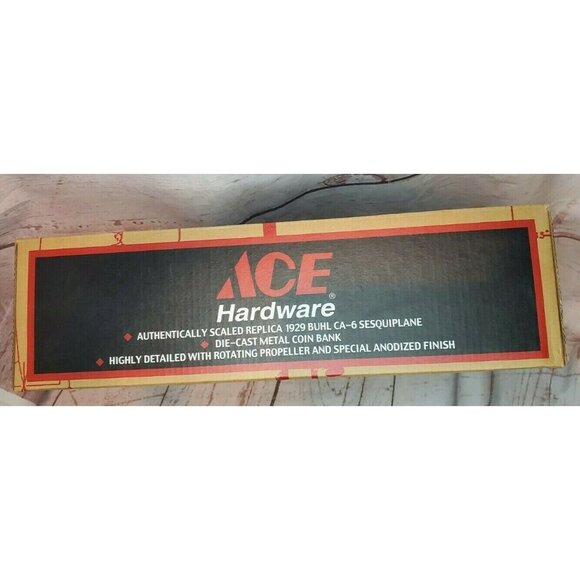 ACE
Hardware®
◆ AUTHENTICALLY SCALED REPLICA 1929 BUHL CA-6 SESQUIPLANE
◆ DIE-CAST METAL COIN BANK
◆ HIGHLY DETAILED WITH ROTATING PROPELLER AND SPECIAL ANODIZED FINISH